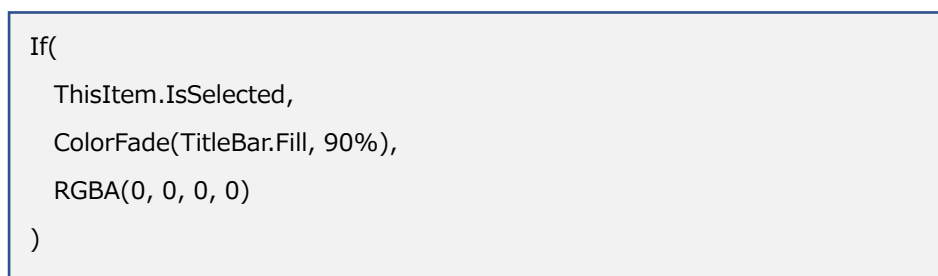 If(
ThisItem.IsSelected,
ColorFade(TitleBar.Fill, 90%),
RGBA(0, 0, 0, 0)
)